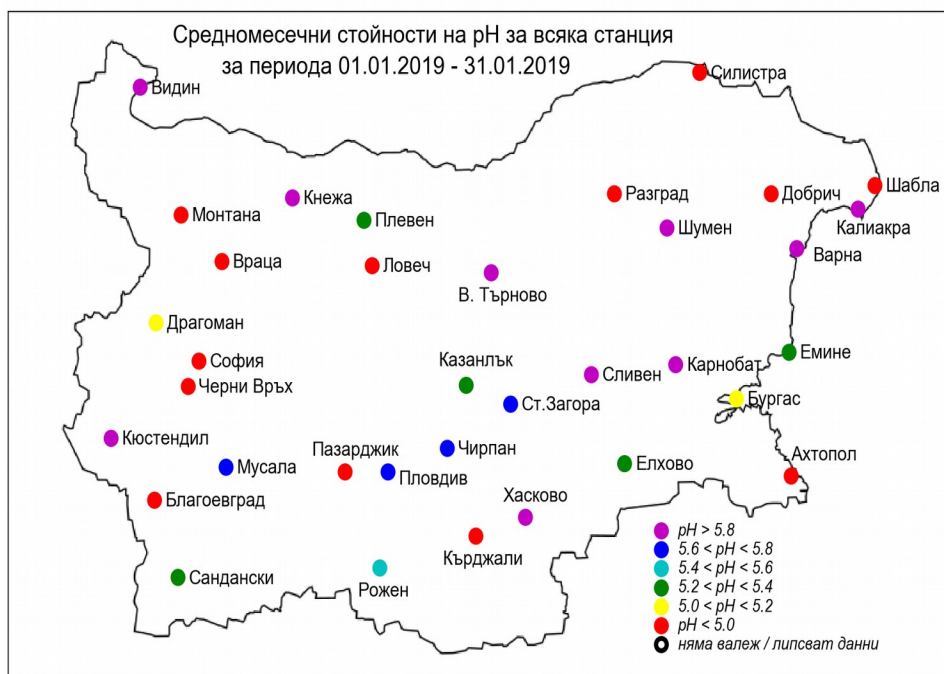 Средномесечни стойности на pH за всяка станция
за периода 01.01.2019 - 31.01.2019
Силистра
Видин
Шабла
Разград
Добрич
Кнежа
Монтана
Плевен
Калиакра
Шумен
Варна
Враца
Ловеч
В. Търново
Драгоман
Емине
София
Казанлък
Карнобат
Сливен
Черни Връх
Бургас
Ст.Загора
Кюстендил
Чирпан
Ахтопол
Пазарджик
Мусала
Елхово
Пловдив
Благоевград
Хасково
Кърджали
Сандански
Рожен
pH > 5.8
5.6 < pH < 5.8
5.4 < pH < 5.6
5.2 < pH < 5.4
5.0 < pH < 5.2
pH < 5.0
няма валеж / липсват данни